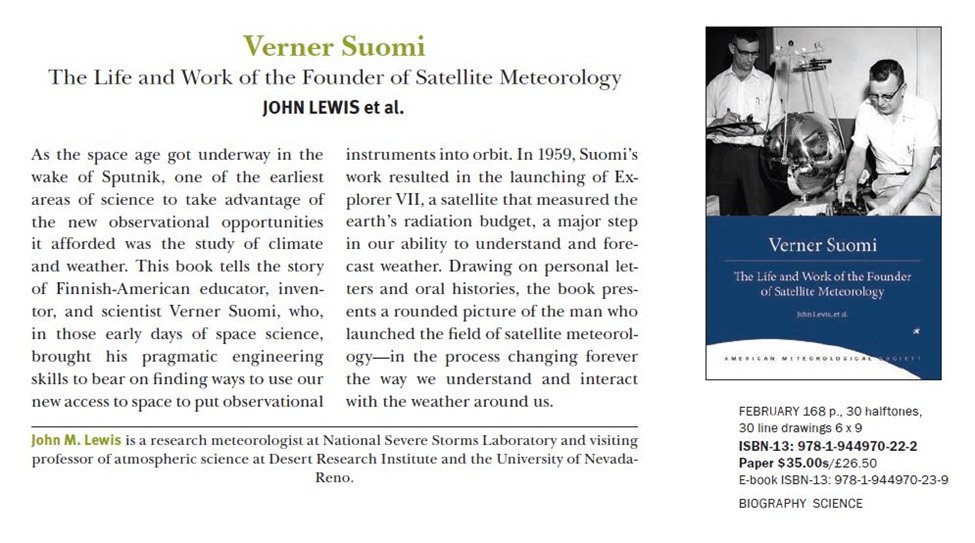 Verner Suomi
The Life and Work of the Founder of Satellite Meteorology
JOHN LEWIS et al.
As the space age got underway in the
wake of Sputnik, one of the earliest
areas of science to take advantage of
the new observational opportunities
it afforded was the study of climate
and weather. This book tells the story
of Finnish-American educator, inven-
tor, and scientist Verner Suomi, who,
in those early days of space science,
brought his pragmatic engineering
skills to bear on finding ways to use our
new access to space to put observational
instruments into orbit. In 1959, Suomi’s
work resulted in the launching of Ex-
plorer VII, a satellite that measured the
earth’s radiation budget, a major step
in our ability to understand and fore-
cast weather. Drawing on personal let-
ters and oral histories, the book pres-
ents a rounded picture of the man who
launched the field of satellite meteorol-
ogy—in the process changing forever
the way we understand and interact
with the weather around us.
John M. Lewis is a research meteorologist at National Severe Storms Laboratory and visiting
professor of atmospheric science at Desert Research Institute and the University of Nevada-
Reno.
Verner Suomi
The Life and Work of the Founder
of Satellite Meteorology
John Lewis, et al.
AMERICAN METEOROLOGICAL SOCIETY
FEBRUARY 168 p., 30 halftones,
30 line drawings 6 x 9
ISBN-13: 978-1-944970-22-2
Paper $35.00s/£26.50
E-book ISBN-13: 978-1-944970-23-9
BIOGRAPHY SCIENCE